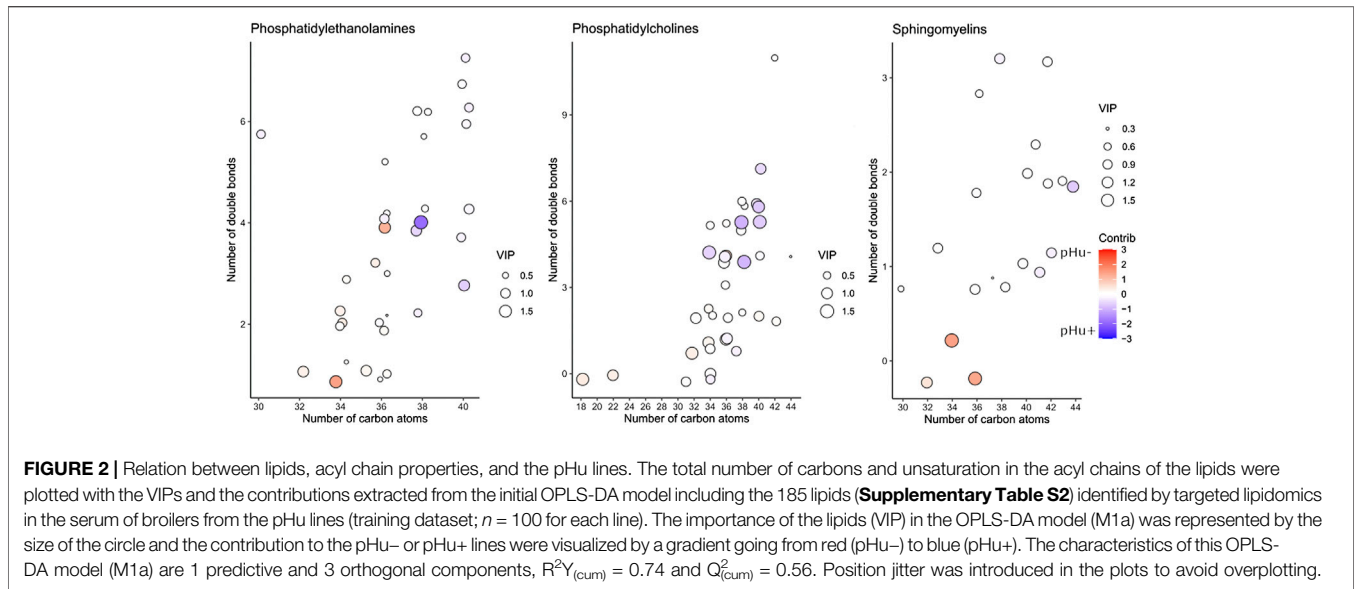 Phosphatidylethanolamines
Number of double bonds
6
4
2
30 32 34 36 38 40
Number of carbon atoms
VIP
0.5
1.0
1.5
Phosphatidylcholines
Number of double bonds
9
6
3
0
18 20 22 24 26 28 30 32 34 36 38 40 42 44
Number of carbon atoms
VIP
0.5
1.0
1.5
Sphingomyelins
Number of double bonds
3
2
1
0
30 32 34 36 38 40 42 44
Number of carbon atoms
VIP
0.3
0.6
0.9
1.2
1.5
Contrib
pHu-
pHu+
3
2
1
0
−1
−2
−3
FIGURE 2 | Relation between lipids, acyl chain properties, and the pHu lines. The total number of carbons and unsaturation in the acyl chains of the lipids were
plotted with the VIPs and the contributions extracted from the initial OPLS-DA model including the 185 lipids (Supplementary Table S2) identified by targeted lipidomics
in the serum of broilers from the pHu lines (training dataset; n = 100 for each line). The importance of the lipids (VIP) in the OPLS-DA model (M1a) was represented by the
size of the circle and the contribution to the pHu− or pHu+ lines were visualized by a gradient going from red (pHu−) to blue (pHu+). The characteristics of this OPLS-
DA model (M1a) are 1 predictive and 3 orthogonal components, R²Y(cum) = 0.74 and Q²(cum) = 0.56. Position jitter was introduced in the plots to avoid overplotting.